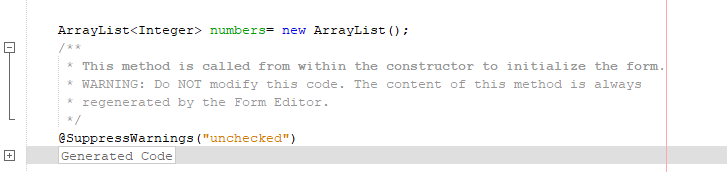 ArrayList<Integer> numbers= new ArrayList();
/**
* This method is called from within the constructor to initialize the form.
* WARNING: Do NOT modify this code. The content of this method is always
* regenerated by the Form Editor.
*/
@SuppressWarnings("unchecked")
Generated Code